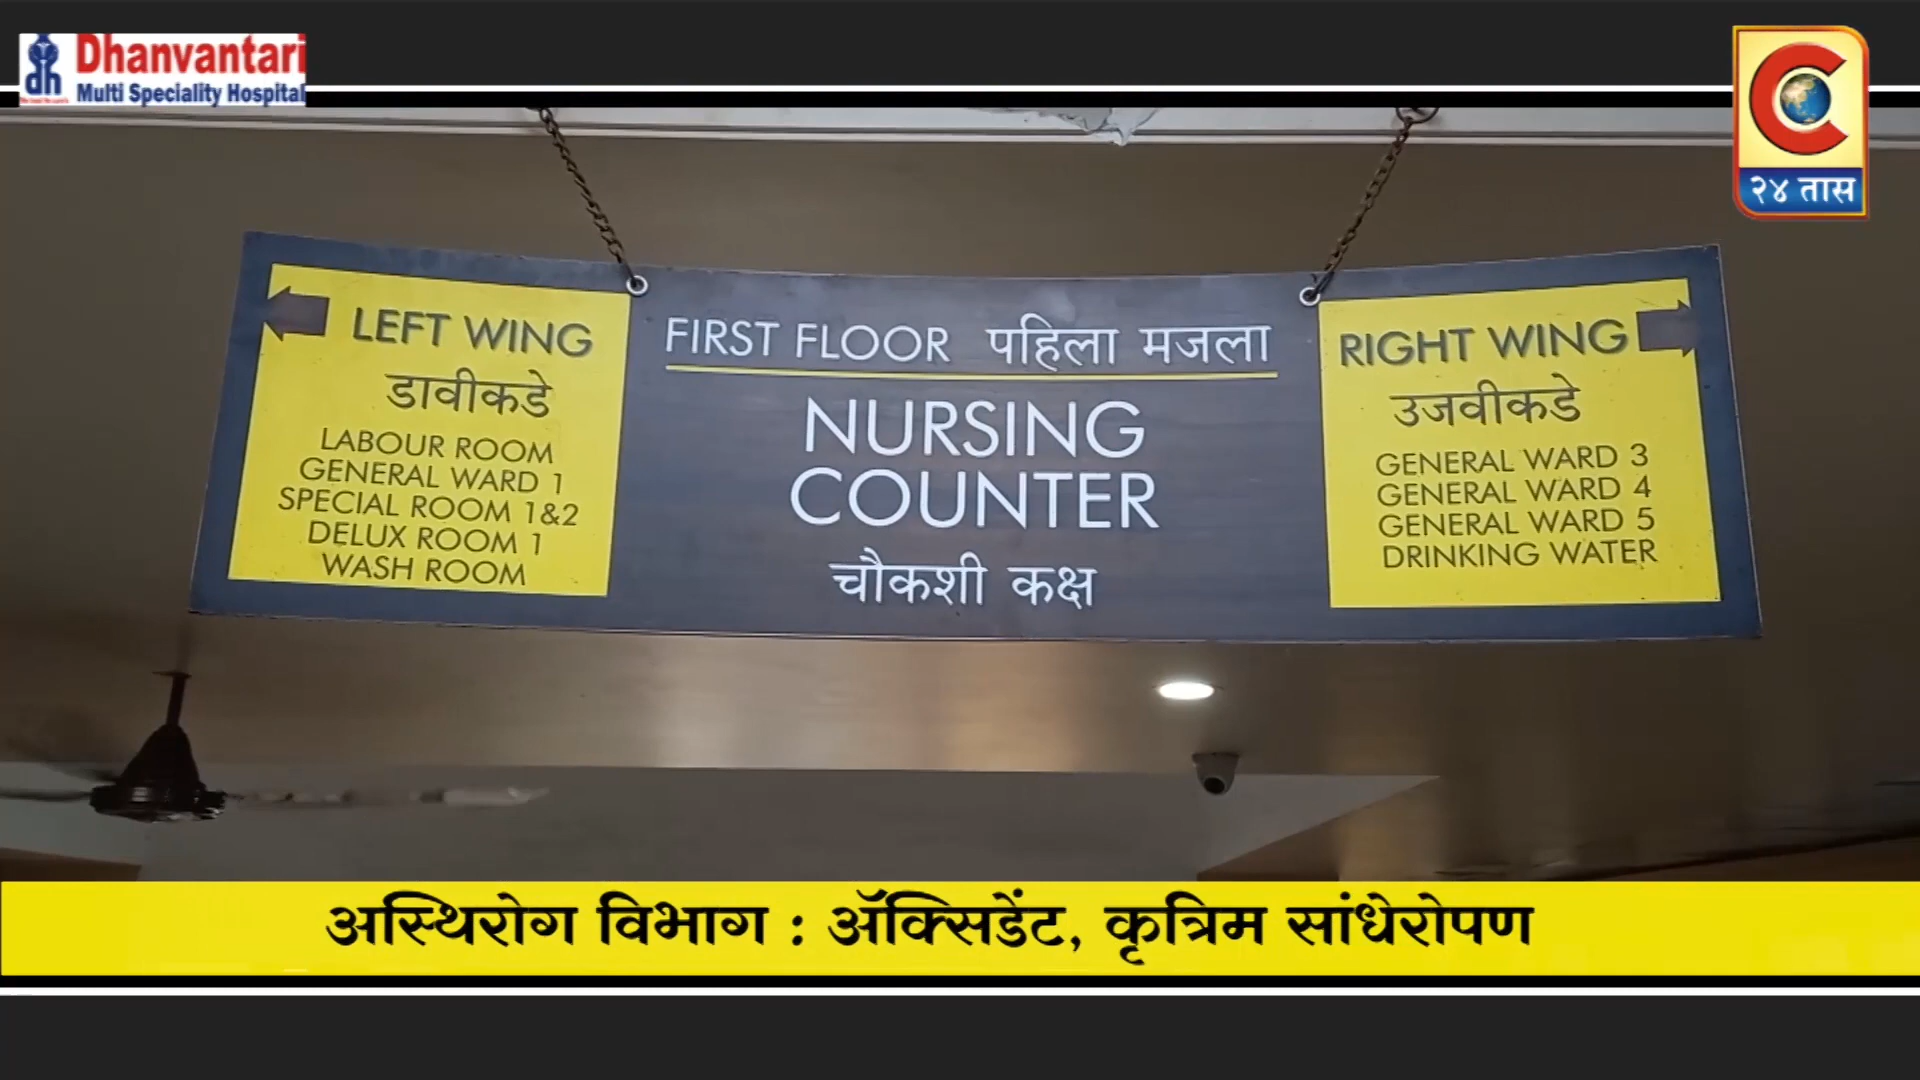 Dhanvantari
Multi Speciality Hospital
२४ तास
LEFT WING
डावीकडे
LABOUR ROOM
GENERAL WARD 1
SPECIAL ROOM 1&2
DELUX ROOM 1
WASH ROOM
FIRST FLOOR पहिला मजला
NURSING
COUNTER
चौकशी कक्ष
RIGHT WING
उजवीकडे
GENERAL WARD 3
GENERAL WARD 4
GENERAL WARD 5
DRINKING WATER
अस्थिरोग विभाग : ॲक्सिडेंट, कृत्रिम सांधेरोपण